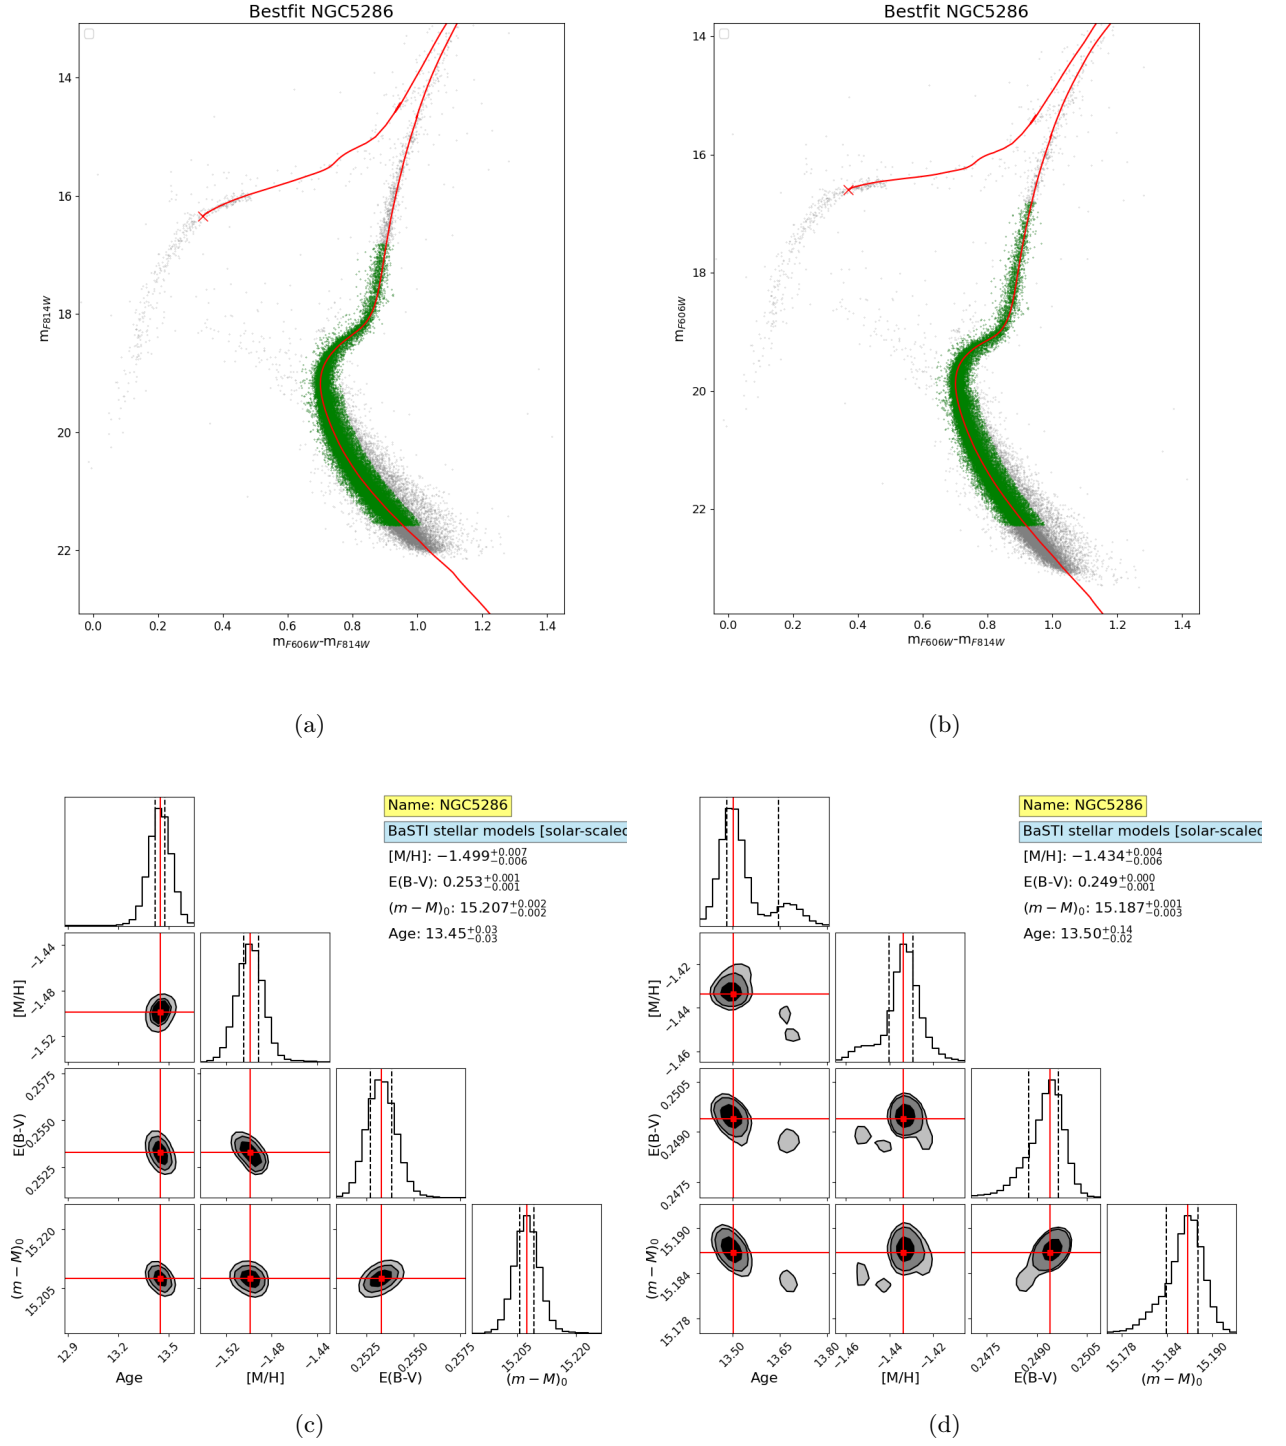 Bestfit NGC5286
14
16
18
20
22
m_F814W
0.0 0.2 0.4 0.6 0.8 1.0 1.2 1.4
m_F606W-m_F814W
(a)
Bestfit NGC5286
14
16
18
20
22
m_F606W
0.0 0.2 0.4 0.6 0.8 1.0 1.2 1.4
m_F606W-m_F814W
(b)
Name: NGC5286
BaSTI stellar models [solar-scaled
[M/H]: −1.499 +0.007 −0.006
E(B-V): 0.253 +0.001 −0.001
(m − M)₀: 15.207 +0.002 −0.002
Age: 13.45 +0.03 −0.03
[M/H]
−1.44
−1.48
−1.52
E(B-V)
0.2575
0.2550
0.2525
(m − M)₀
15.220
15.205
12.9 13.2 13.5
Age
−1.52 −1.48 −1.44
[M/H]
0.2525 0.2550 0.2575
E(B-V)
15.205 15.220
(m − M)₀
(c)
Name: NGC5286
BaSTI stellar models [solar-scaled
[M/H]: −1.434 +0.004 −0.006
E(B-V): 0.249 +0.000 −0.001
(m − M)₀: 15.187 +0.001 −0.003
Age: 13.50 +0.14 −0.02
[M/H]
−1.42
−1.44
−1.46
E(B-V)
0.2505
0.2490
0.2475
(m − M)₀
15.190
15.184
15.178
13.50 13.65 13.80
Age
−1.46 −1.44 −1.42
[M/H]
0.2475 0.2490 0.2505
E(B-V)
15.178 15.184 15.190
(m − M)₀
(d)